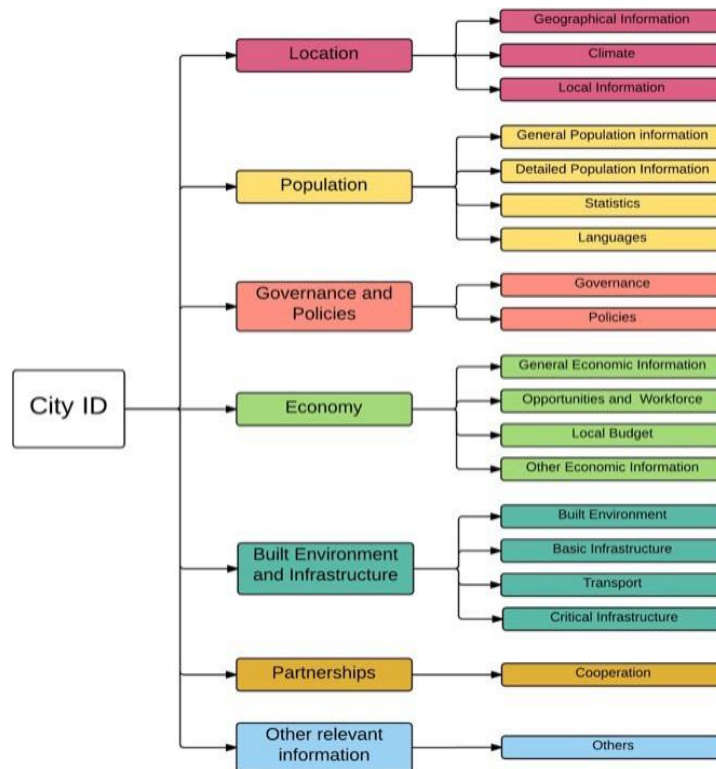 City ID
Location
Geographical Information
Climate
Local Information
Population
General Population information
Detailed Population Information
Statistics
Languages
Governance and
Policies
Governance
Policies
Economy
General Economic Information
Opportunities and Workforce
Local Budget
Other Economic Information
Built Environment
and Infrastructure
Built Environment
Basic Infrastructure
Transport
Critical Infrastructure
Partnerships
Cooperation
Other relevant
information
Others